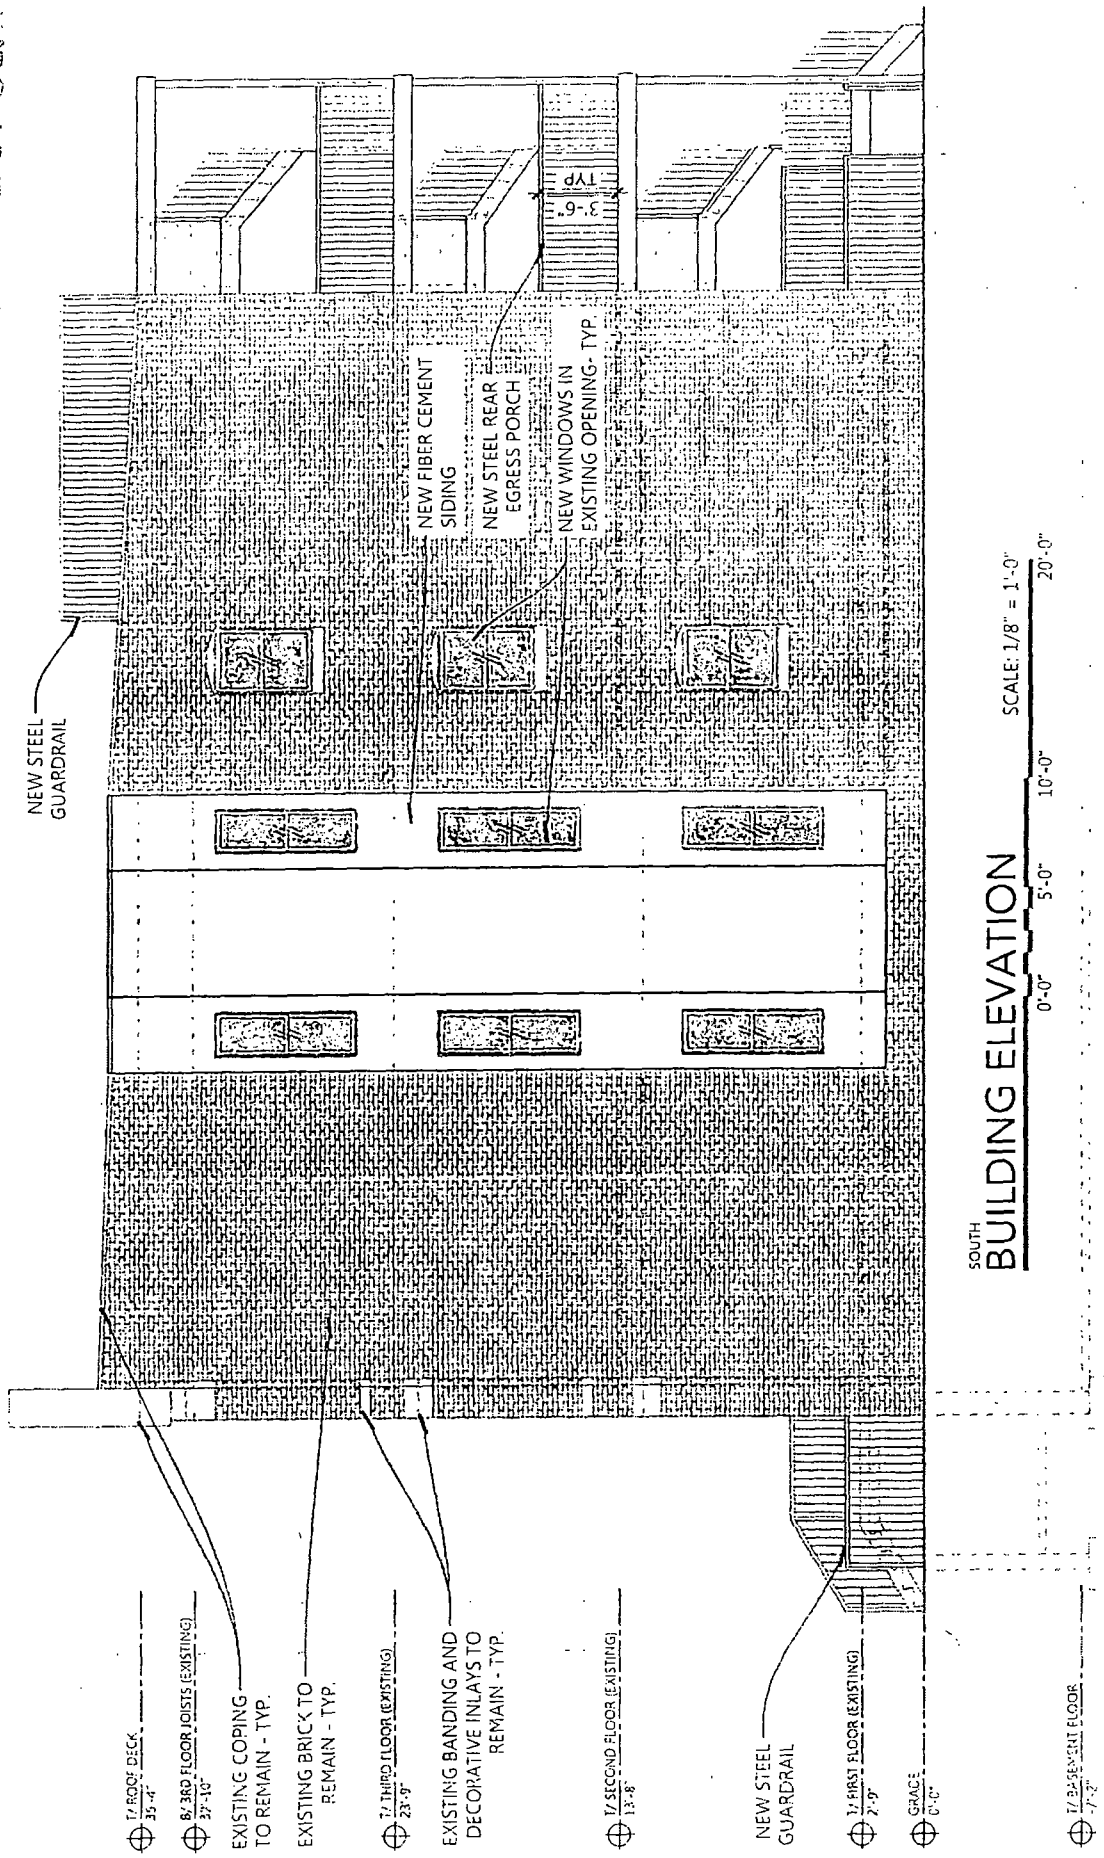 NEW STEEL
GUARDRAIL
T/ ROOF DECK
35'-4"
B/ 3RD FLOOR JOISTS (EXISTING)
EXISTING COPING
TO REMAIN - TYP.
EXISTING BRICK TO
REMAIN - TYP.
T/ THIRD FLOOR (EXISTING)
23'-9"
EXISTING BANDING AND
DECORATIVE INLAYS TO
REMAIN - TYP.
T/ SECOND FLOOR (EXISTING)
13'-8"
NEW STEEL
GUARDRAIL
T/ FIRST FLOOR (EXISTING)
2'-9"
GRADE
0'-0"
T/ BASEMENT FLOOR
-7'-2"
NEW FIBER CEMENT
SIDING
NEW STEEL REAR
EGRESS PORCH
NEW WINDOWS IN
EXISTING OPENING- TYP.
3'-6"
TYP
SOUTH
BUILDING ELEVATION
SCALE: 1/8" = 1'-0"
0'-0" 5'-0" 10'-0" 20'-0"